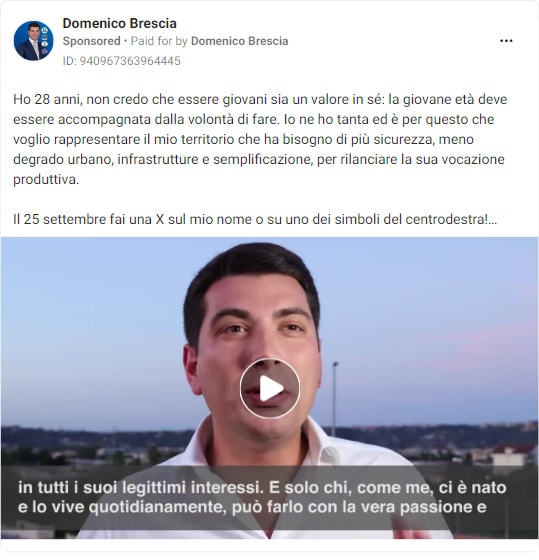 Domenico Brescia
Sponsored • Paid for by Domenico Brescia
ID: 940967363964445
Ho 28 anni, non credo che essere giovani sia un valore in sé: la giovane età deve
essere accompagnata dalla volontà di fare. Io ne ho tanta ed è per questo che
voglio rappresentare il mio territorio che ha bisogno di più sicurezza, meno
degrado urbano, infrastrutture e semplificazione, per rilanciare la sua vocazione
produttiva.
Il 25 settembre fai una X sul mio nome o su uno dei simboli del centrodestra!...
in tutti i suoi legittimi interessi. E solo chi, come me, ci è nato
e lo vive quotidianamente, può farlo con la vera passione e